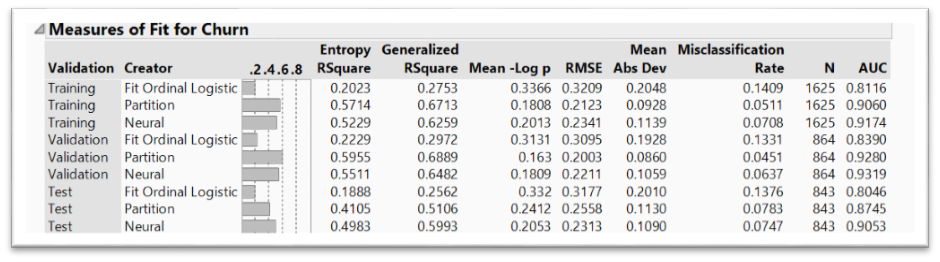 Measures of Fit for Churn
Entropy Generalized Mean Misclassification
Validation Creator .2.4.6.8 RSquare RSquare Mean -Log p RMSE Abs Dev Rate N AUC
Training Fit Ordinal Logistic 0.2023 0.2753 0.3366 0.3209 0.2048 0.1409 1625 0.8116
Training Partition 0.5714 0.6713 0.1808 0.2123 0.0928 0.0511 1625 0.9060
Training Neural 0.5229 0.6259 0.2013 0.2341 0.1139 0.0708 1625 0.9174
Validation Fit Ordinal Logistic 0.2229 0.2972 0.3131 0.3095 0.1928 0.1331 864 0.8390
Validation Partition 0.5955 0.6889 0.163 0.2003 0.0860 0.0451 864 0.9280
Validation Neural 0.5511 0.6482 0.1809 0.2211 0.1059 0.0637 864 0.9319
Test Fit Ordinal Logistic 0.1888 0.2562 0.332 0.3177 0.2010 0.1376 843 0.8046
Test Partition 0.4105 0.5106 0.2412 0.2558 0.1130 0.0783 843 0.8745
Test Neural 0.4983 0.5993 0.2053 0.2313 0.1090 0.0747 843 0.9053